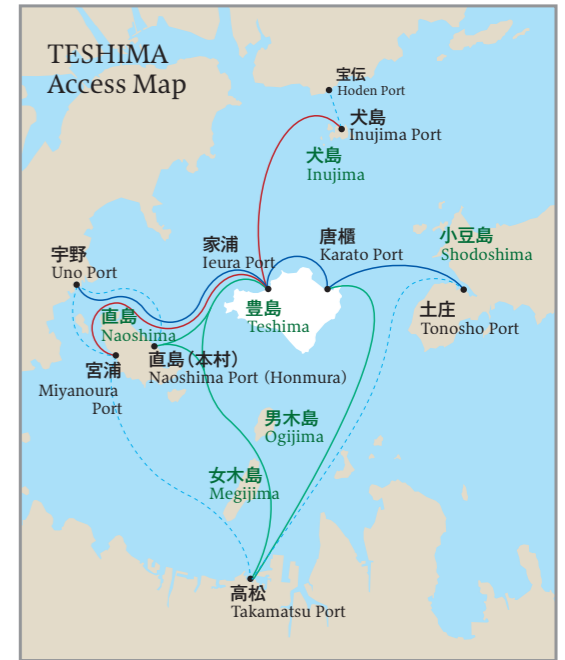 TESHIMA
Access Map
宝伝
Hoden Port
犬島
Inujima Port
犬島
Inujima
家浦
Ieura Port
唐櫃
Karato Port
小豆島
Shodoshima
宇野
Uno Port
直島
Naoshima
豊島
Teshima
土庄
Tonosho Port
宮浦
Miyanoura
Port
直島（本村）
Naoshima Port (Honmura)
男木島
Ogijima
女木島
Megijima
高松
Takamatsu Port